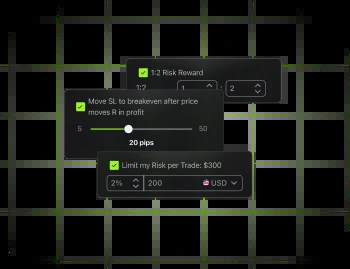 1:2 Risk Reward
1:2 1 : 2
Move SL to breakeven after price
moves R in profit
5 50
20 pips
Limit my Risk per Trade: $300
2% 200 USD